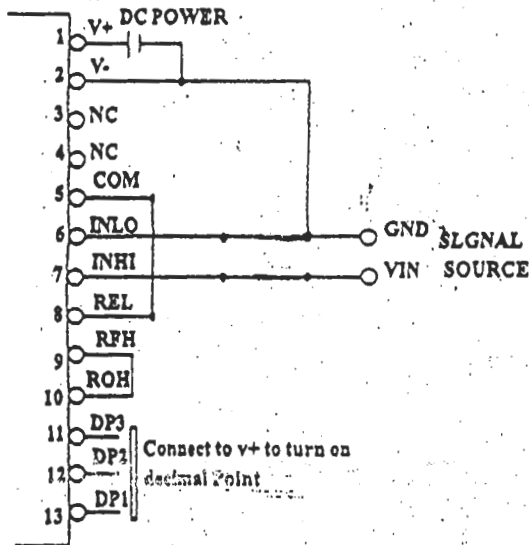 DC POWER
1 V+
2 V-
3 NC
4 NC
5 COM
6 INLO
GND SLGNAL
7 INHI
VIN SOURCE
8 REL
9 RFH
10 ROH
11 DP3
Connect to v+ to turn on
12 DP2
decimal Point
13 DP1